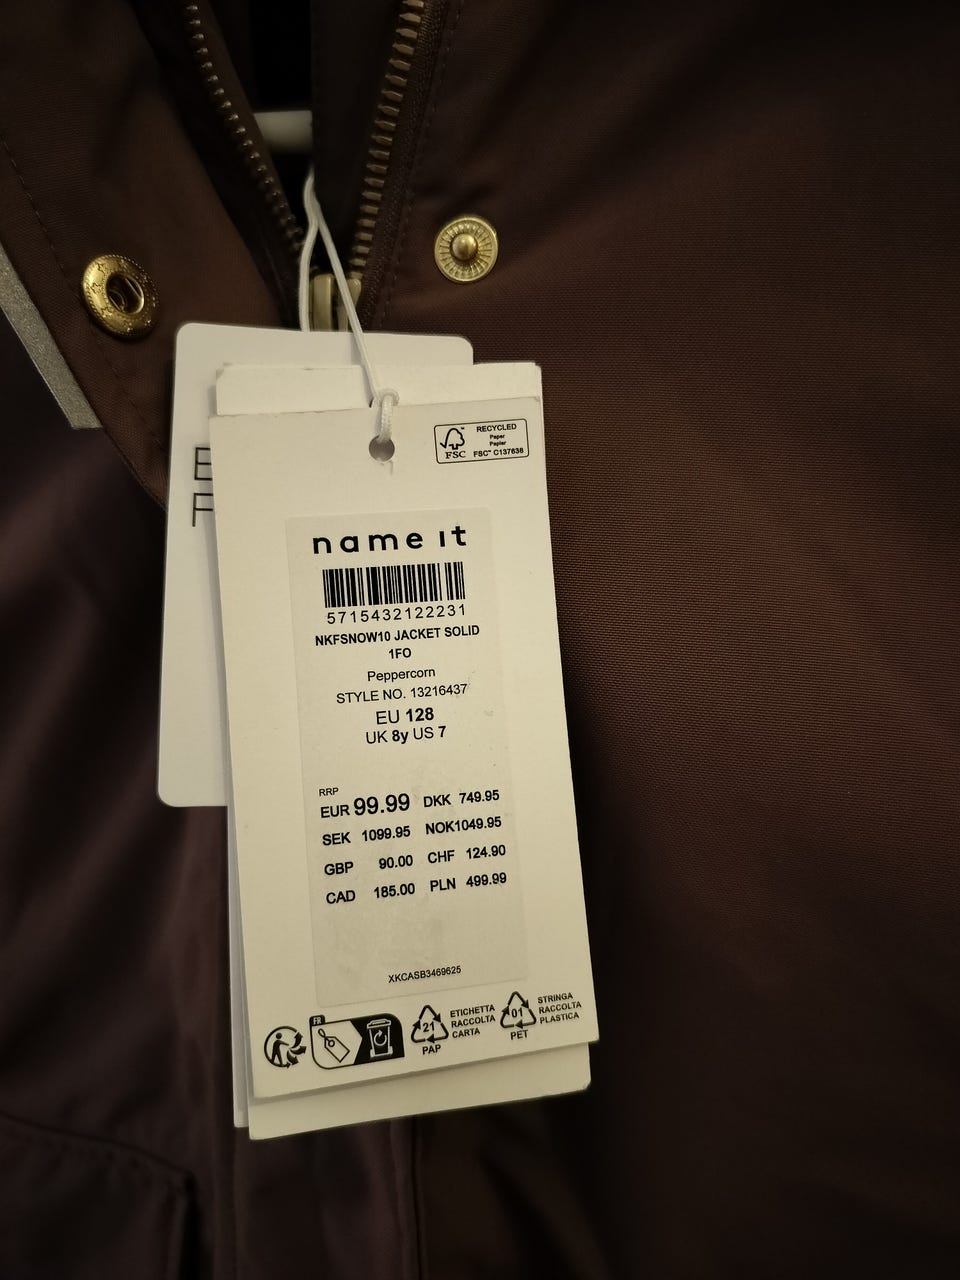 E
F
RECYCLED
Paper
Papier
FSC
FSC™ C137638
name it
5715432122231
NKFSNOW10 JACKET SOLID
1FO
Peppercorn
STYLE NO. 13216437
EU 128
UK 8y US 7
RRP
EUR 99.99 DKK 749.95
SEK 1099.95 NOK1049.95
GBP 90.00 CHF 124.90
CAD 185.00 PLN 499.99
XKCASB3469625
FR
21
PAP
ETICHETTA
RACCOLTA
CARTA
01
PET
STRINGA
RACCOLTA
PLASTICA